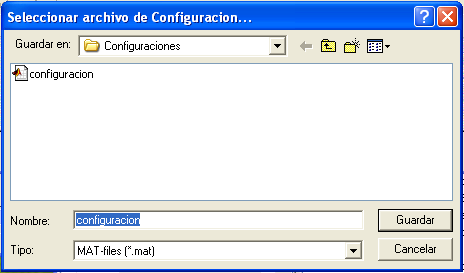 Seleccionar archivo de Configuracion...
Guardar en: Configuraciones
configuracion
Nombre: configuracion Guardar
Tipo: MAT-files (*.mat) Cancelar